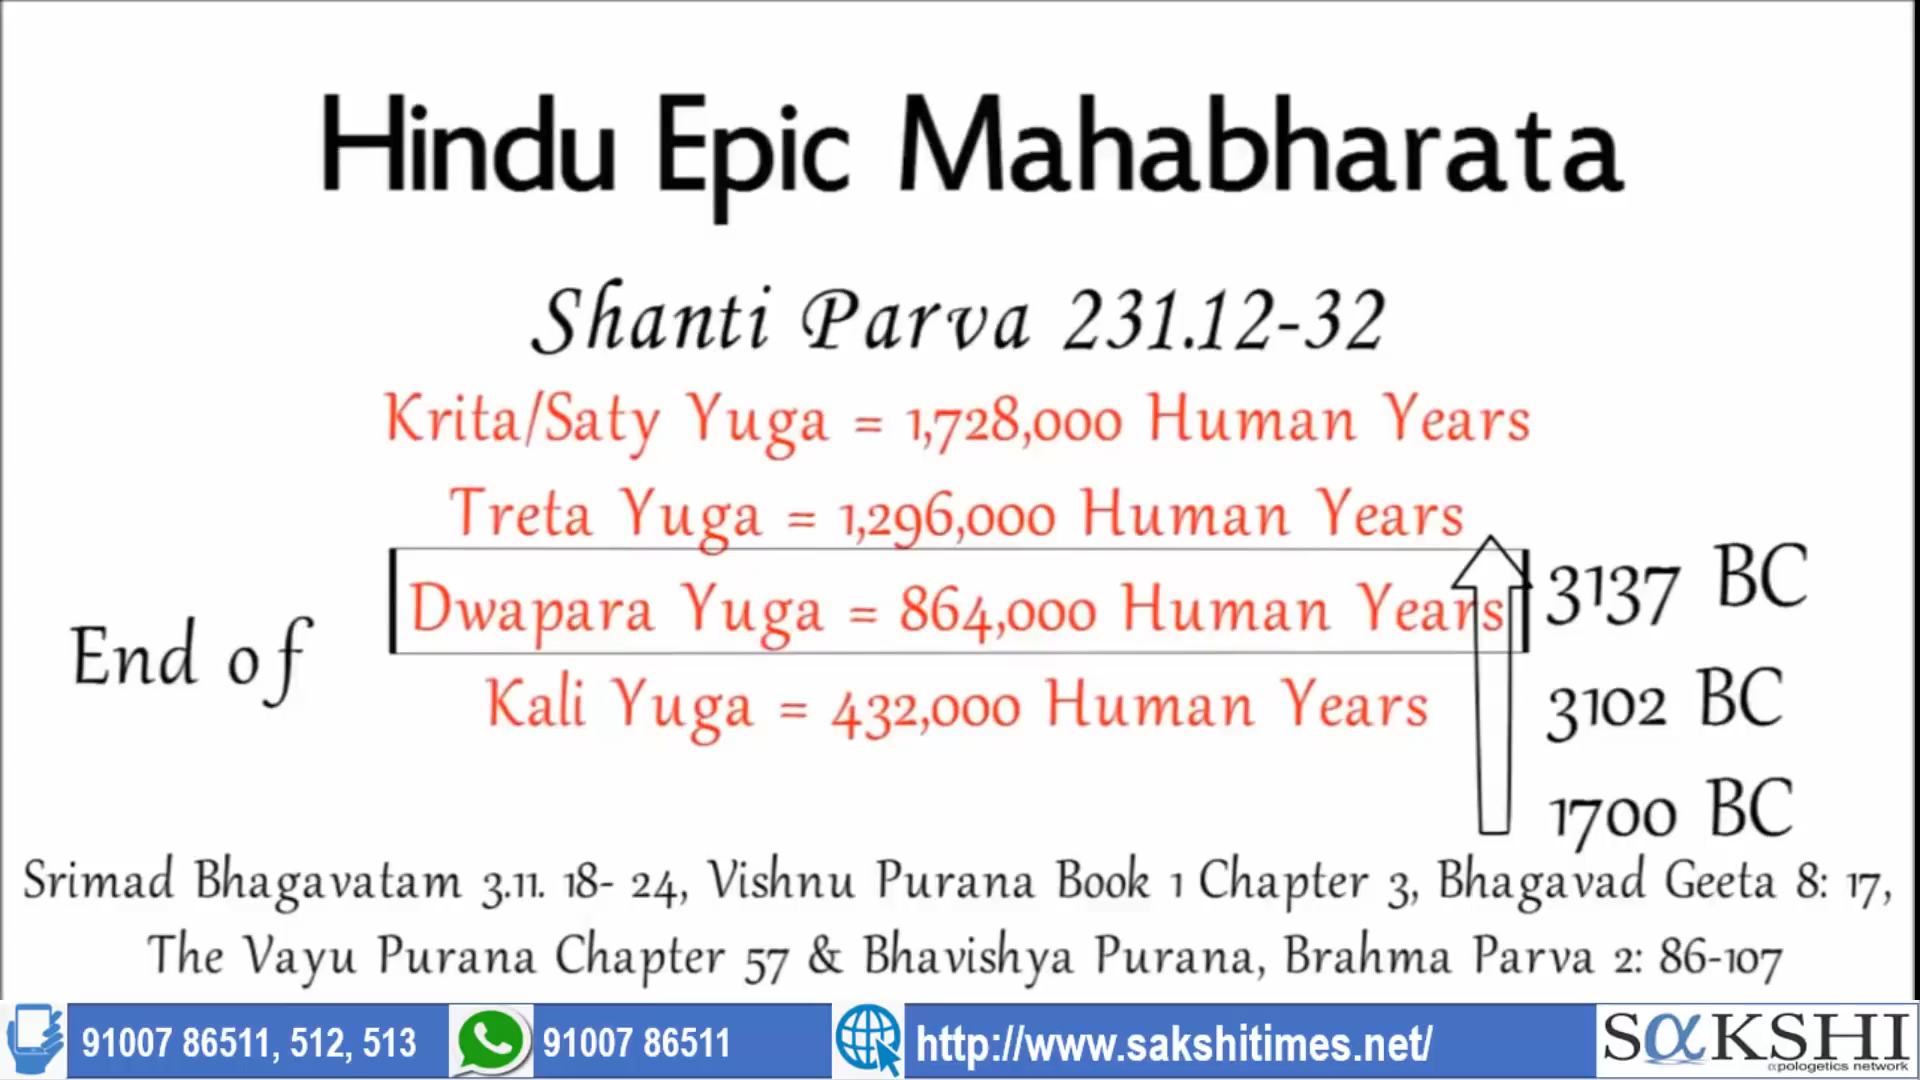 Hindu Epic Mahabharata
Shanti Parva 231.12-32
Krita/Saty Yuga = 1,728,000 Human Years
Treta Yuga = 1,296,000 Human Years
End of
Dwapara Yuga = 864,000 Human Years
3137 BC
Kali Yuga = 432,000 Human Years
3102 BC
1700 BC
Srimad Bhagavatam 3.11. 18- 24, Vishnu Purana Book 1 Chapter 3, Bhagavad Geeta 8: 17,
The Vayu Purana Chapter 57 & Bhavishya Purana, Brahma Parva 2: 86-107
91007 86511, 512, 513
91007 86511
http://www.sakshitimes.net/
SαKSHI
αpologetics network